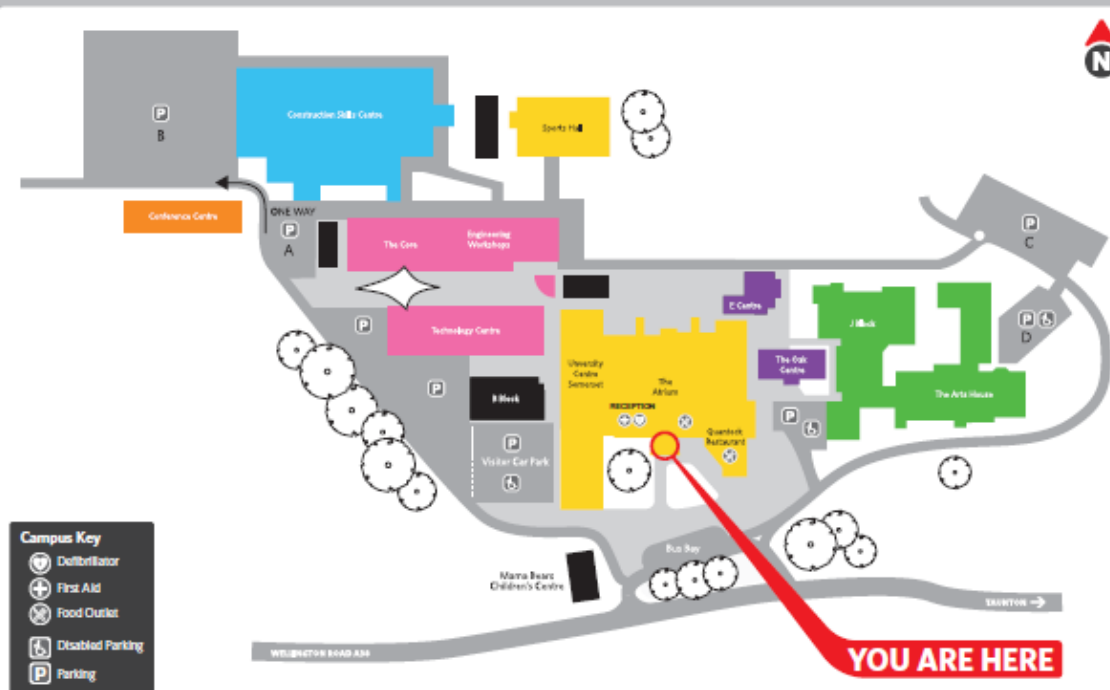 N
P
B
Construction Skills Centre
Sports Hall
Conference Centre
ONE WAY
P
A
The Core
Engineering
Workshops
P
C
E Centre
P
Technology Centre
J Block
P
D
University
Centre
Somerset
The
Atrium
The Oak
Centre
P
B Block
The Arts House
RECEPTION
P
Quantock
Restaurant
P
Visitor Car Park
Bus Bay
Mama Bears
Children's Centre
Campus Key
Defibrillator
First Aid
Food Outlet
Disabled Parking
P Parking
TAUNTON →
WELLINGTON ROAD A38
YOU ARE HERE